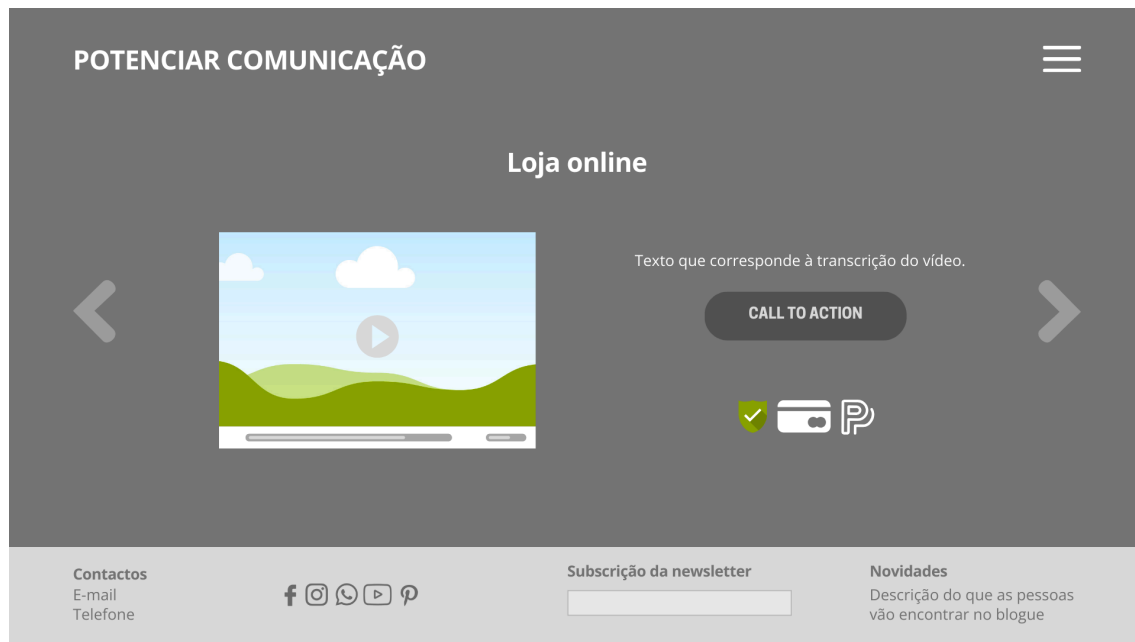 POTENCIAR COMUNICAÇÃO
Loja online
Texto que corresponde à transcrição do vídeo.
CALL TO ACTION
Contactos
E-mail
Telefone
Subscrição da newsletter
Novidades
Descrição do que as pessoas
vão encontrar no blogue